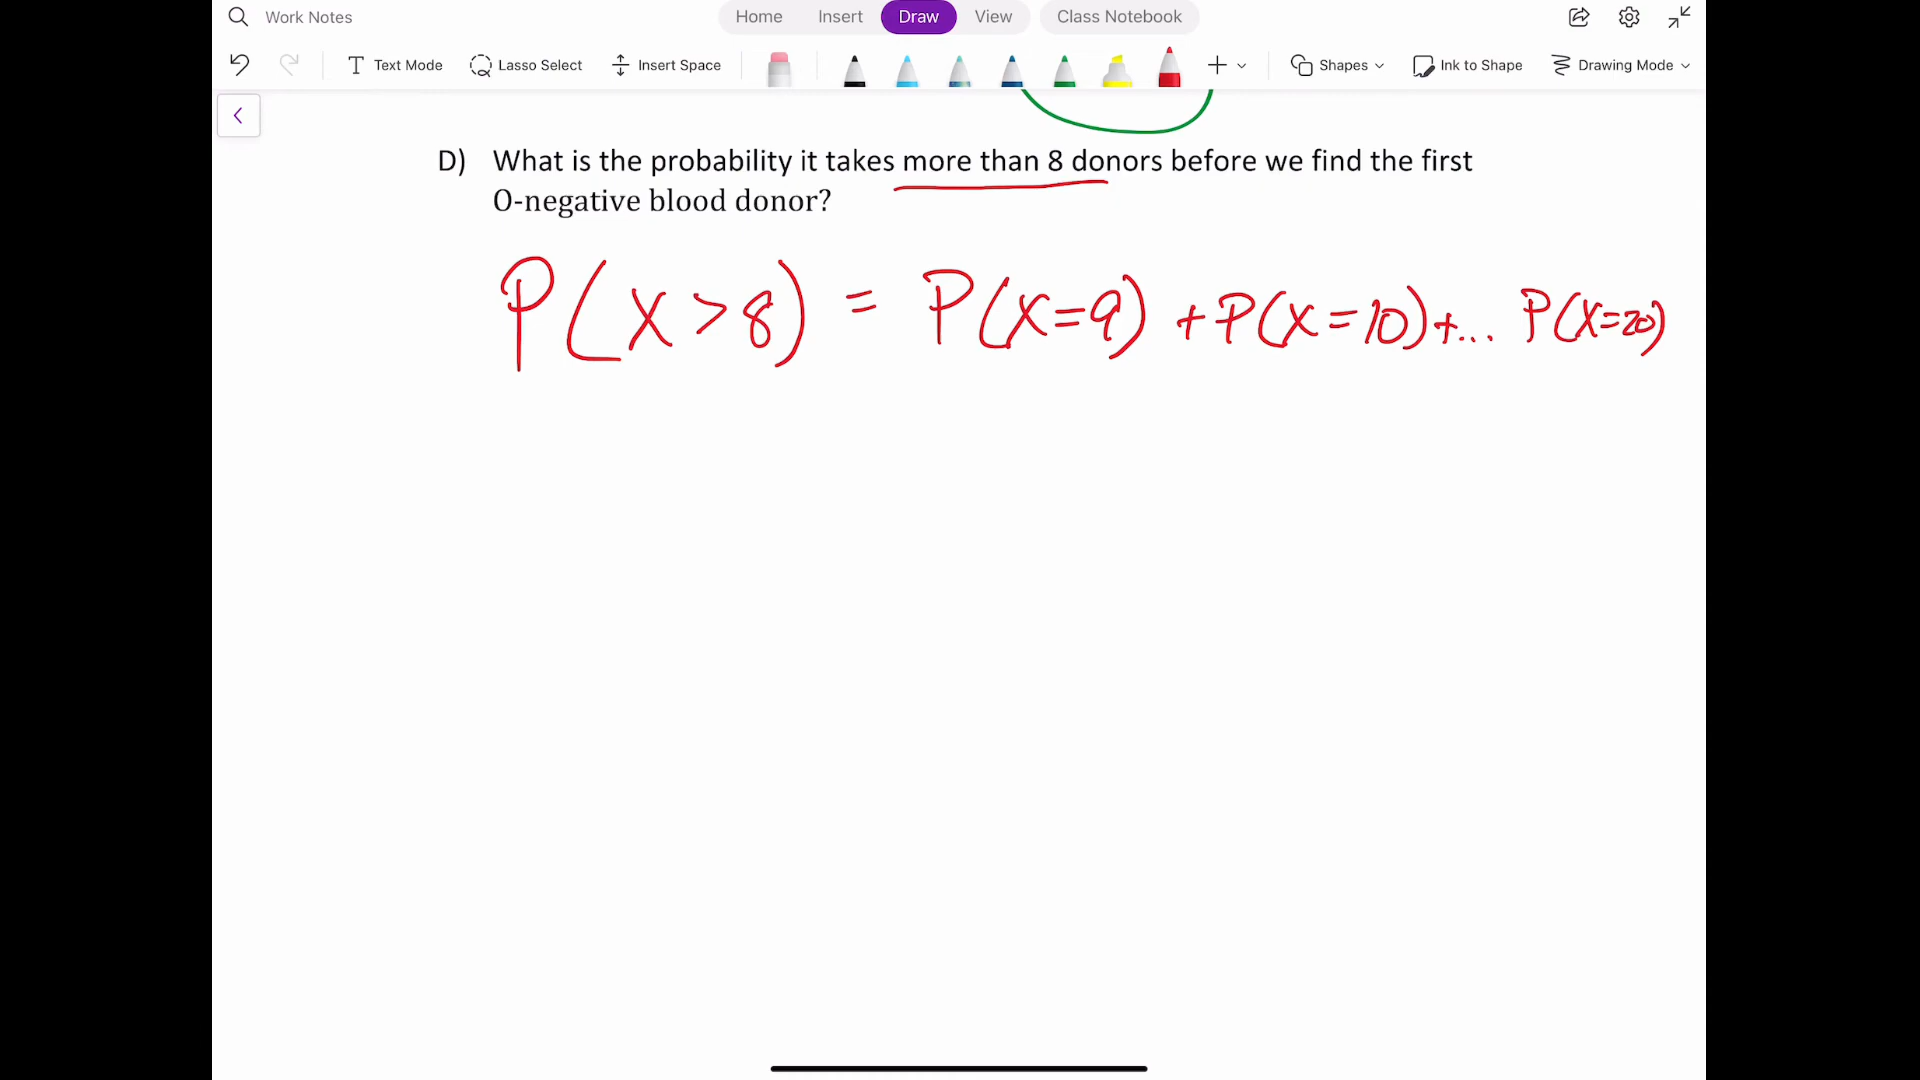 Work Notes
Home Insert Draw View Class Notebook
Text Mode Lasso Select Insert Space Shapes Ink to Shape Drawing Mode
D) What is the probability it takes more than 8 donors before we find the first
O-negative blood donor?
P(X > 8) = P(X=9) + P(X=10) + ... P(X=20)